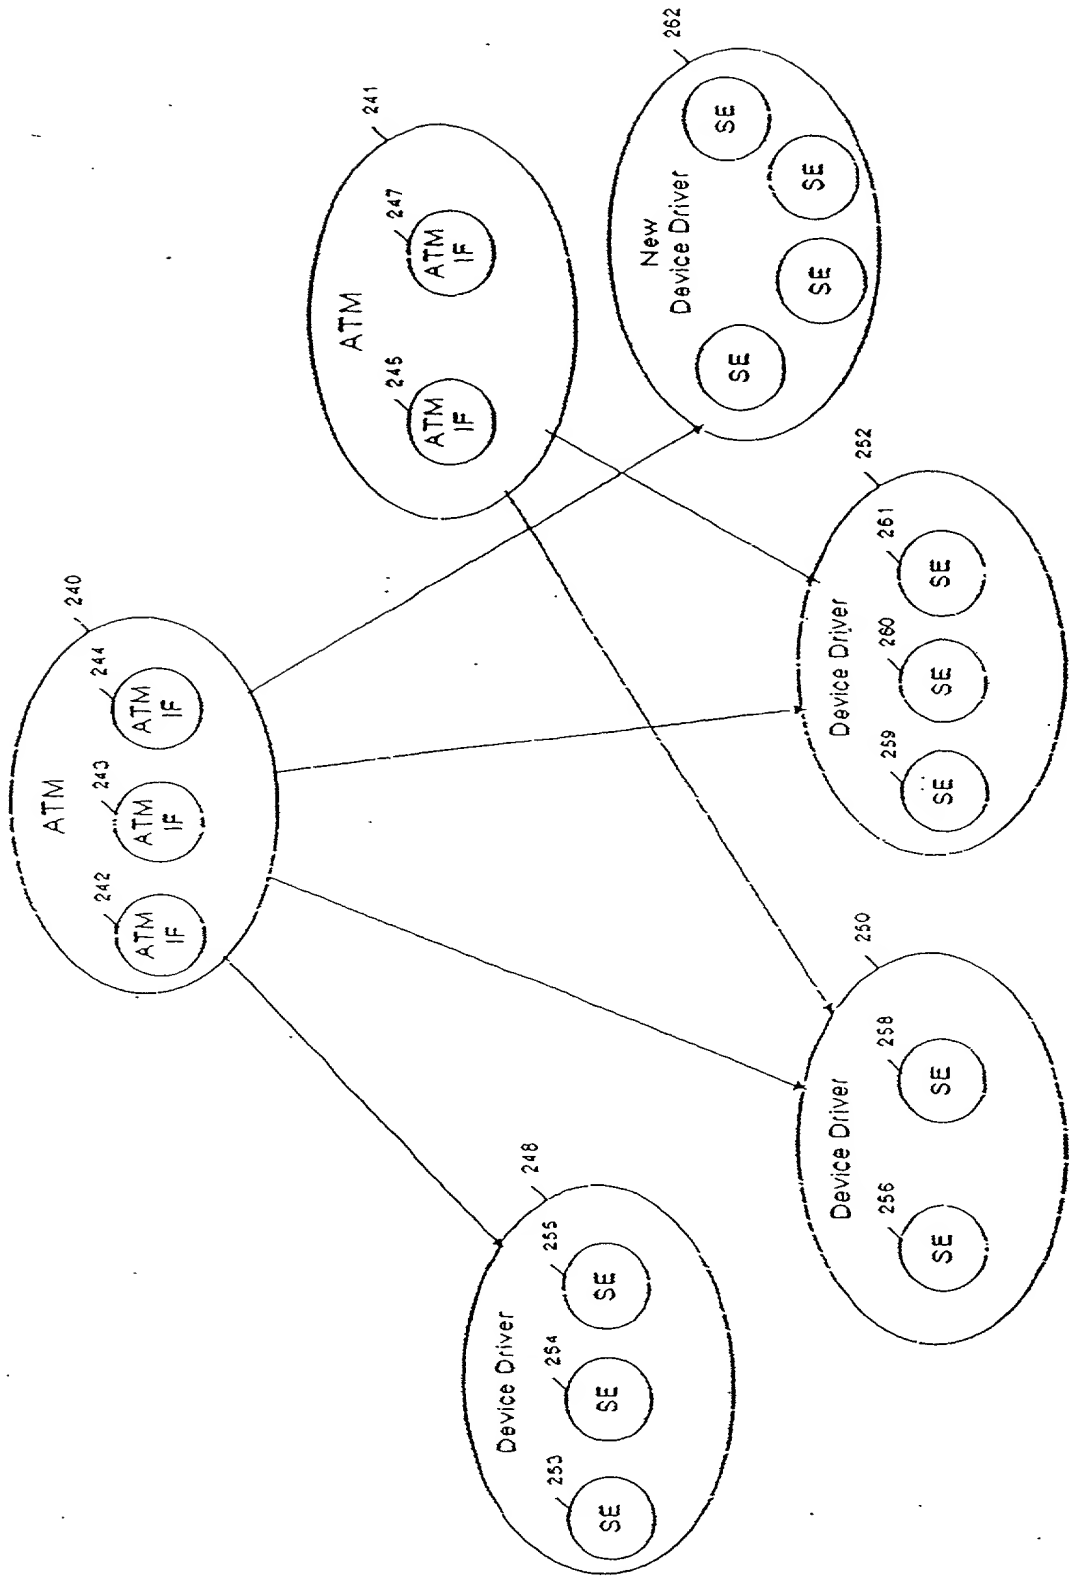 240
ATM
242
ATM
IF
243
ATM
IF
244
ATM
IF
241
ATM
245
ATM
IF
247
ATM
IF
248
Device Driver
253
SE
254
SE
255
SE
250
Device Driver
256
SE
258
SE
252
Device Driver
259
SE
260
SE
261
SE
262
New
Device Driver
SE
SE
SE
SE